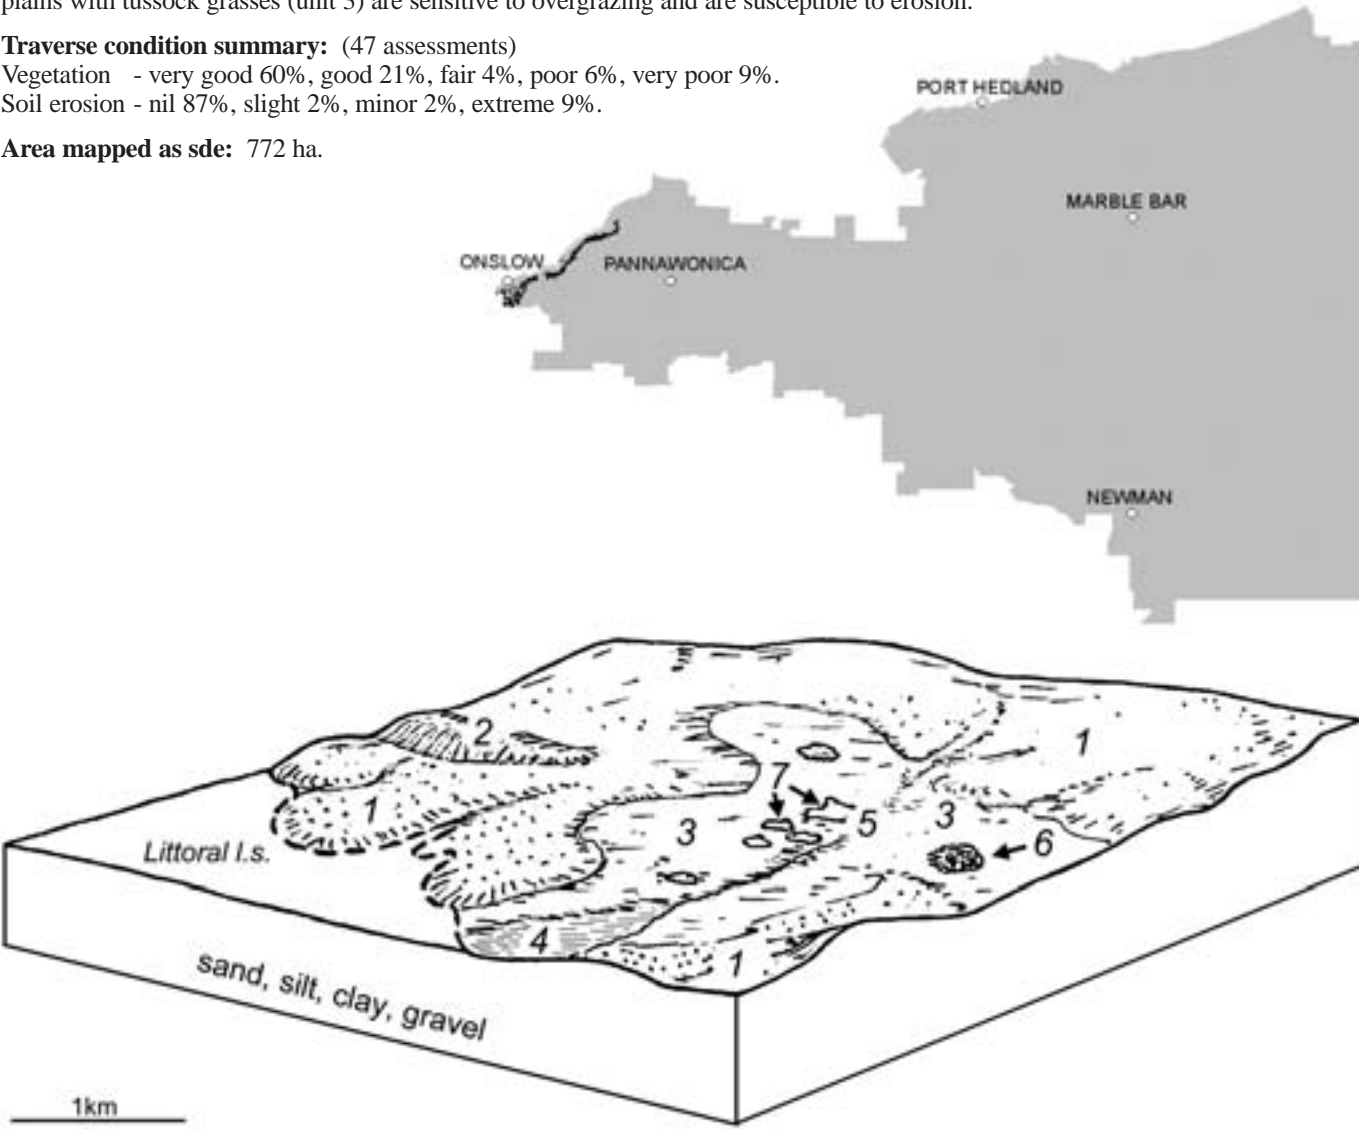 plains with tussock grasses (unit 3) are sensitive to overgrazing and are susceptible to erosion.
Traverse condition summary: (47 assessments)
Vegetation - very good 60%, good 21%, fair 4%, poor 6%, very poor 9%.
Soil erosion - nil 87%, slight 2%, minor 2%, extreme 9%.
Area mapped as sde: 772 ha.
PORT HEDLAND
MARBLE BAR
ONSLOW
PANNAWONICA
NEWMAN
2
1
7
1
3
5
3
6
Littoral l.s.
4
1
sand, silt, clay, gravel
1km